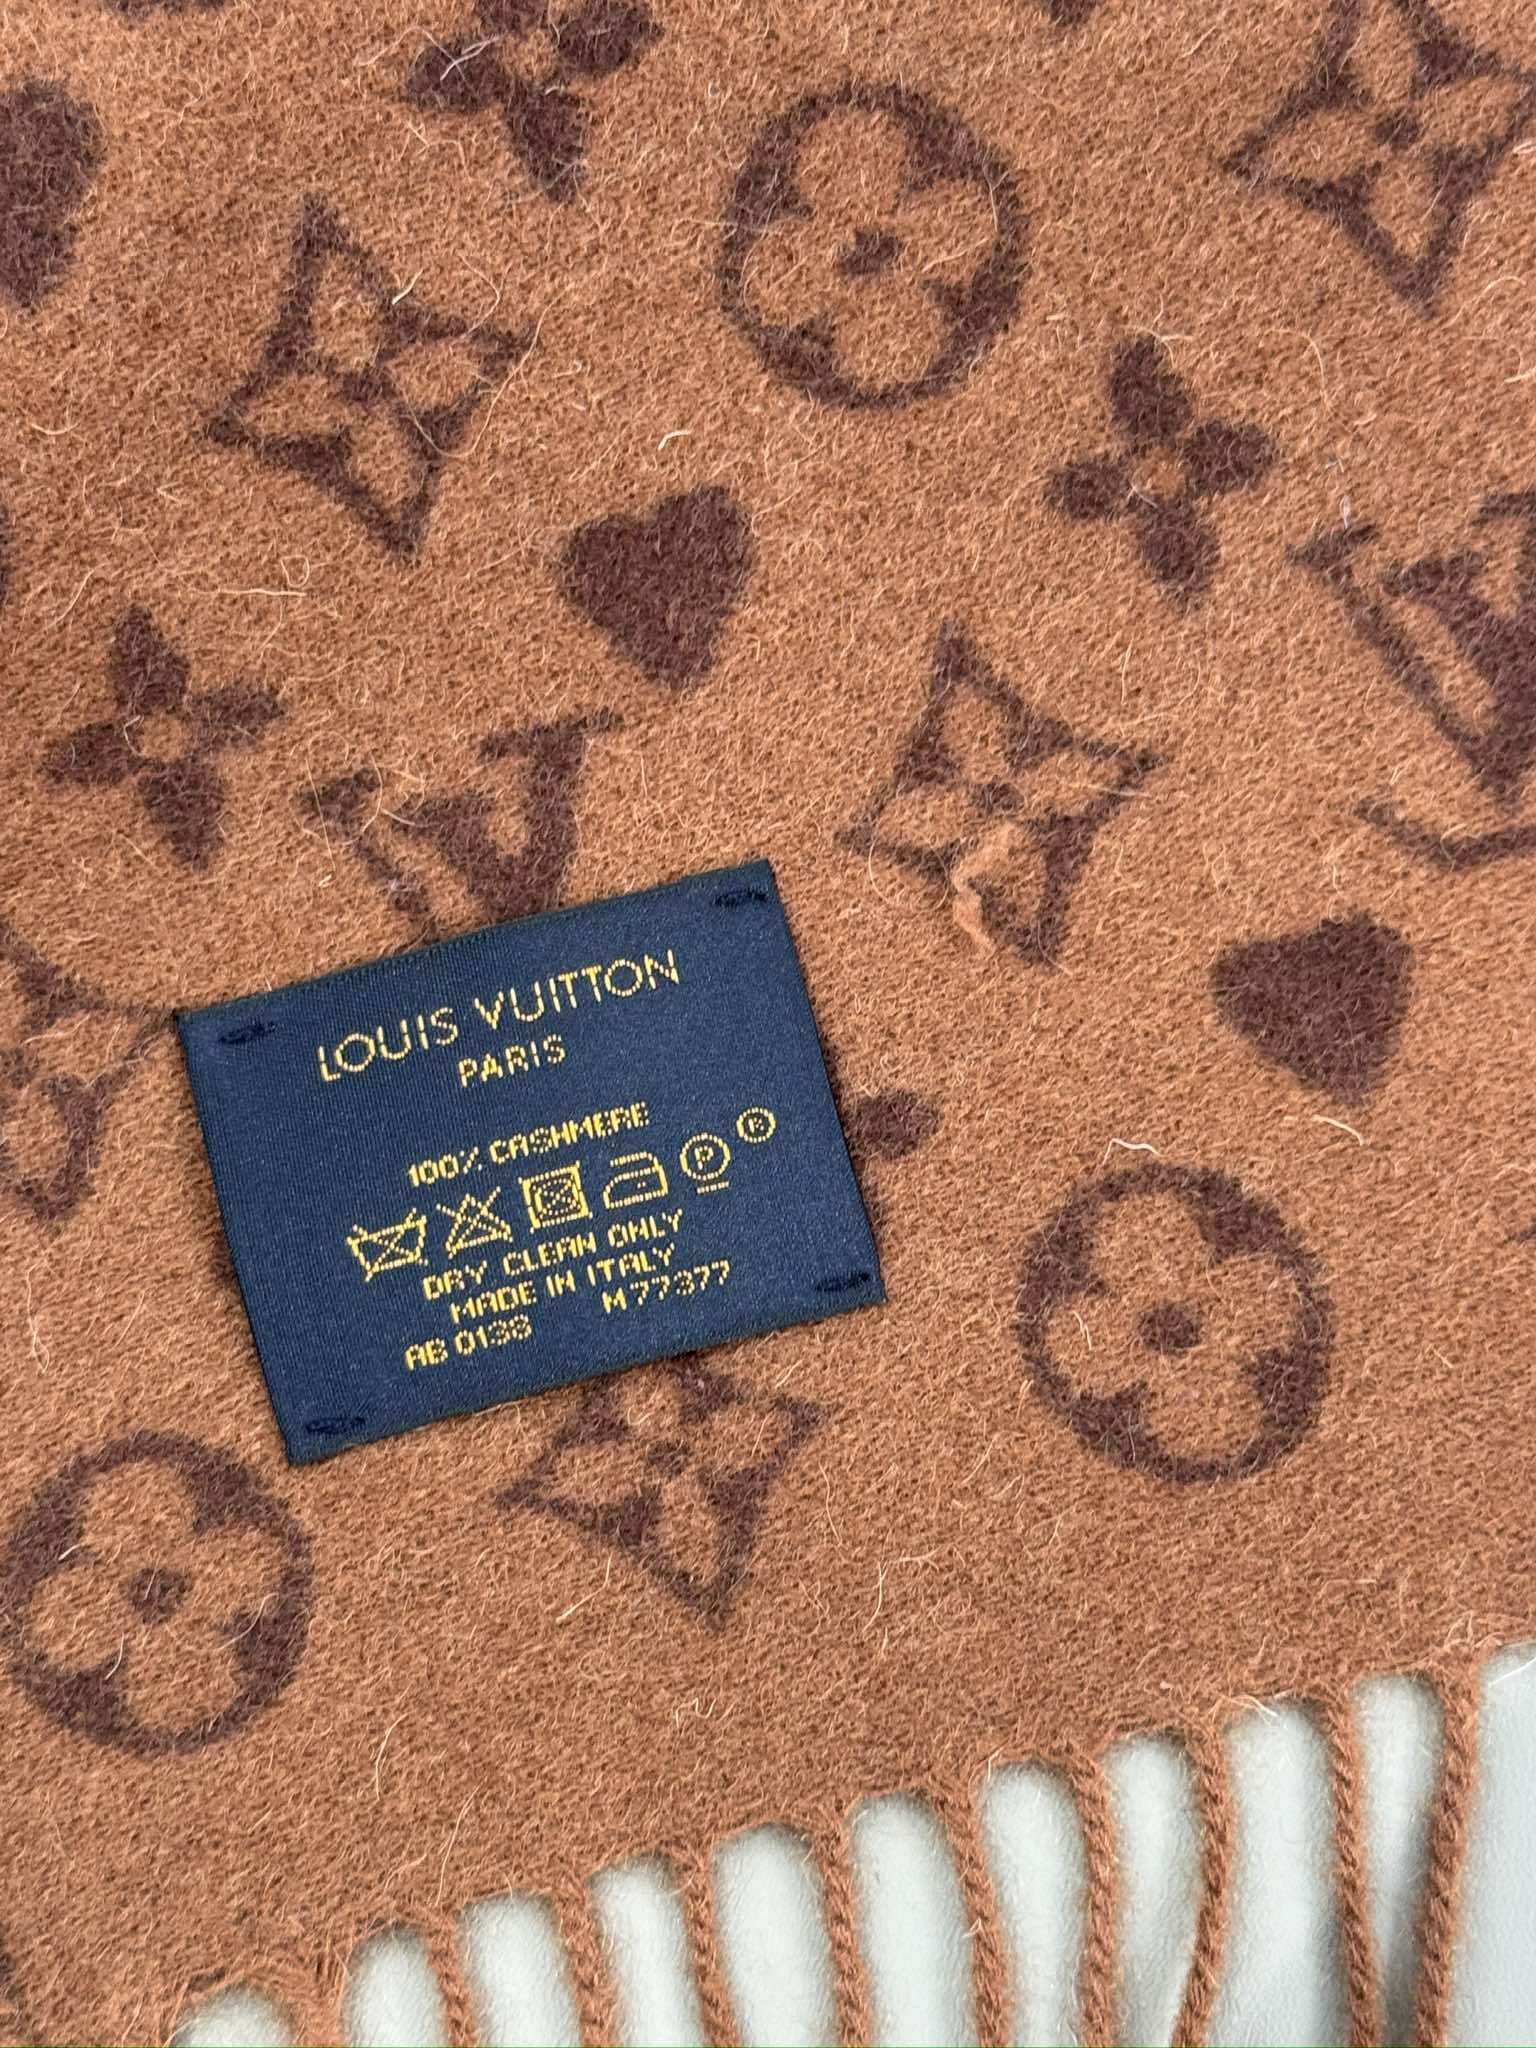 LOUIS VUITTON
PARIS
100% CASHMERE
P
DRY CLEAN ONLY
MADE IN ITALY
AB 0138 M77377